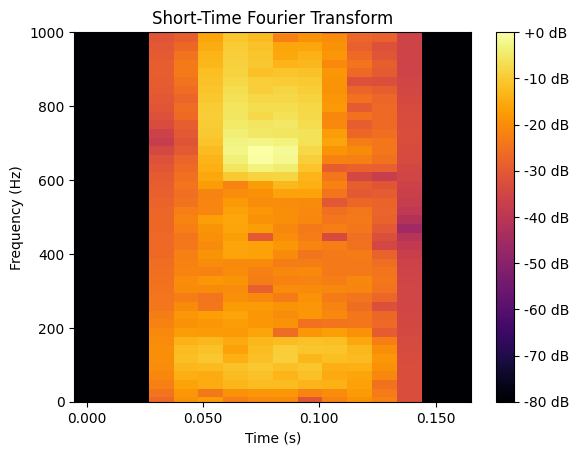 Short-Time Fourier Transform
Frequency (Hz)
1000
800
600
400
200
0
0.000
0.050
0.100
0.150
Time (s)
+0 dB
-10 dB
-20 dB
-30 dB
-40 dB
-50 dB
-60 dB
-70 dB
-80 dB